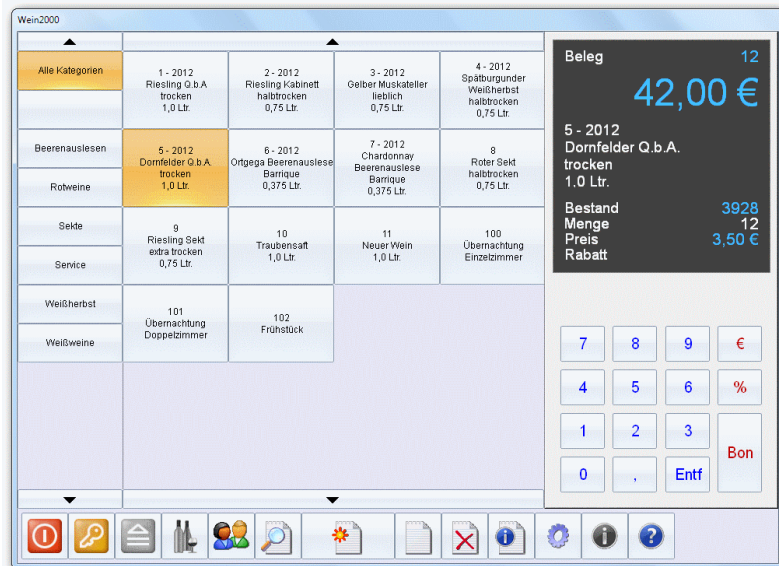 Wein2000
Alle Kategorien
Beerenauslesen
Rotweine
Sekte
Service
Weißherbst
Weißweine
1 - 2012
Riesling Q.b.A
trocken
1,0 Ltr.
2 - 2012
Riesling Kabinett
halbtrocken
0,75 Ltr.
3 - 2012
Gelber Muskateller
lieblich
0,75 Ltr.
4 - 2012
Spätburgunder
Weißherbst
halbtrocken
0,75 Ltr.
5 - 2012
Dornfelder Q.b.A.
trocken
1,0 Ltr.
6 - 2012
Ortgega Beerenauslese
Barrique
0,375 Ltr.
7 - 2012
Chardonnay
Beerenauslese
Barrique
0,375 Ltr.
8
Roter Sekt
halbtrocken
0,75 Ltr.
9
Riesling Sekt
extra trocken
0,75 Ltr.
10
Traubensaft
1,0 Ltr.
11
Neuer Wein
1,0 Ltr.
100
Übernachtung
Einzelzimmer
101
Übernachtung
Doppelzimmer
102
Frühstück
Beleg 12
42,00 €
5 - 2012
Dornfelder Q.b.A.
trocken
1.0 Ltr.
Bestand 3928
Menge 12
Preis 3,50 €
Rabatt
7 8 9 €
4 5 6 %
1 2 3
Bon
0 , Entf